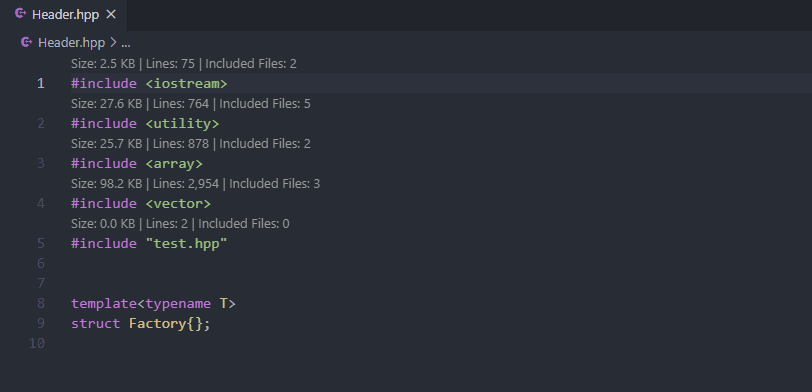 Header.hpp
Header.hpp > ...
Size: 2.5 KB | Lines: 75 | Included Files: 2
1 #include <iostream>
Size: 27.6 KB | Lines: 764 | Included Files: 5
2 #include <utility>
Size: 25.7 KB | Lines: 878 | Included Files: 2
3 #include <array>
Size: 98.2 KB | Lines: 2,954 | Included Files: 3
4 #include <vector>
Size: 0.0 KB | Lines: 2 | Included Files: 0
5 #include "test.hpp"
6
7
8 template<typename T>
9 struct Factory{};
10